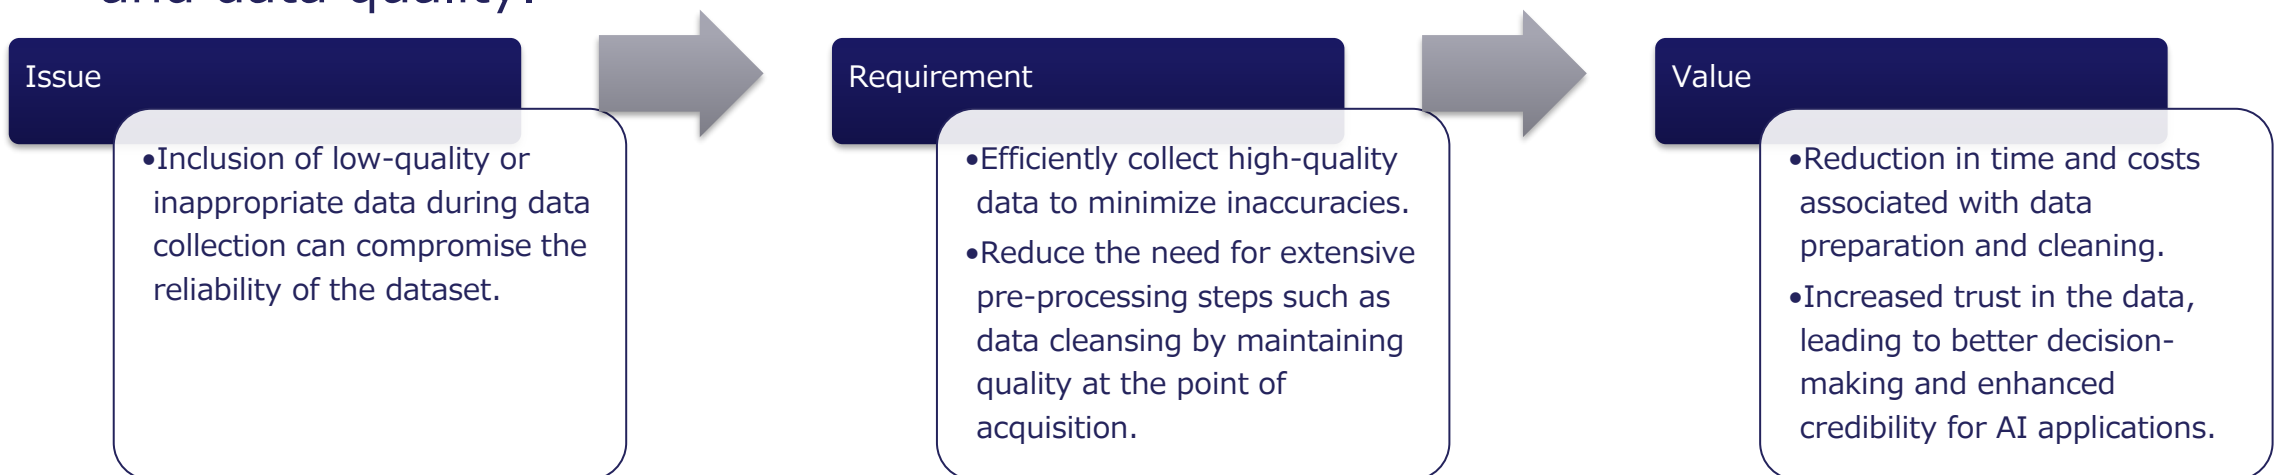 and data quality.
Issue
•Inclusion of low-quality or
inappropriate data during data
collection can compromise the
reliability of the dataset.
Requirement
•Efficiently collect high-quality
data to minimize inaccuracies.
•Reduce the need for extensive
pre-processing steps such as
data cleansing by maintaining
quality at the point of
acquisition.
Value
•Reduction in time and costs
associated with data
preparation and cleaning.
•Increased trust in the data,
leading to better decision-
making and enhanced
credibility for AI applications.